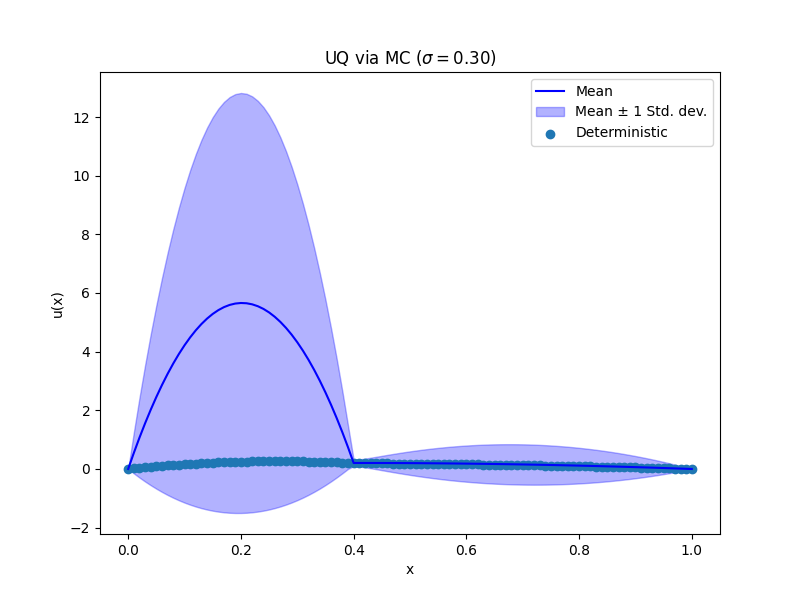 UQ via MC (σ = 0.30)
Mean
Mean ± 1 Std. dev.
Deterministic
u(x)
12
10
8
6
4
2
0
−2
0.0 0.2 0.4 0.6 0.8 1.0
x